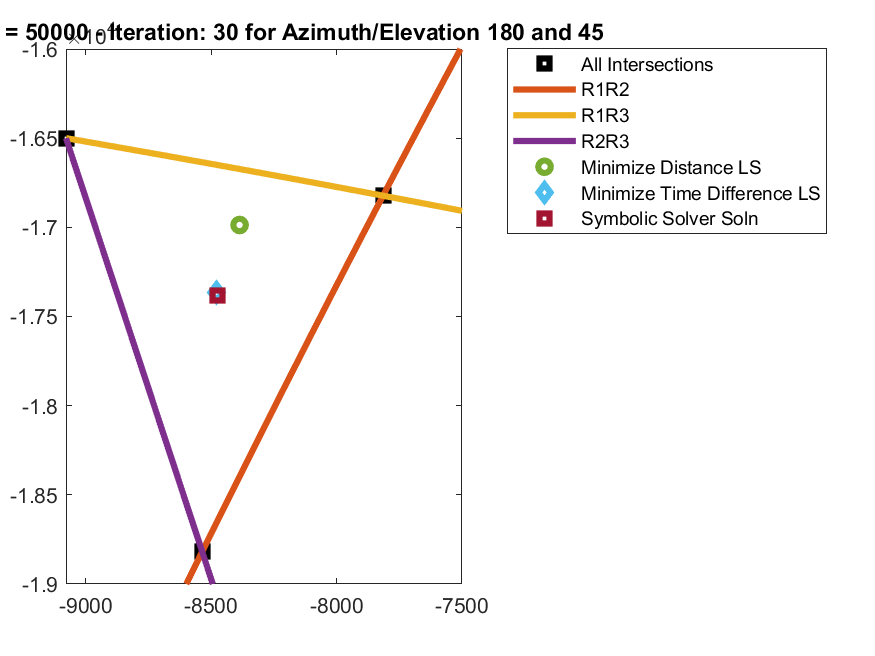 = 50000 - Iteration: 30 for Azimuth/Elevation 180 and 45
×10⁴
-1.6
-1.65
-1.7
-1.75
-1.8
-1.85
-1.9
-9000
-8500
-8000
-7500
All Intersections
R1R2
R1R3
R2R3
Minimize Distance LS
Minimize Time Difference LS
Symbolic Solver Soln